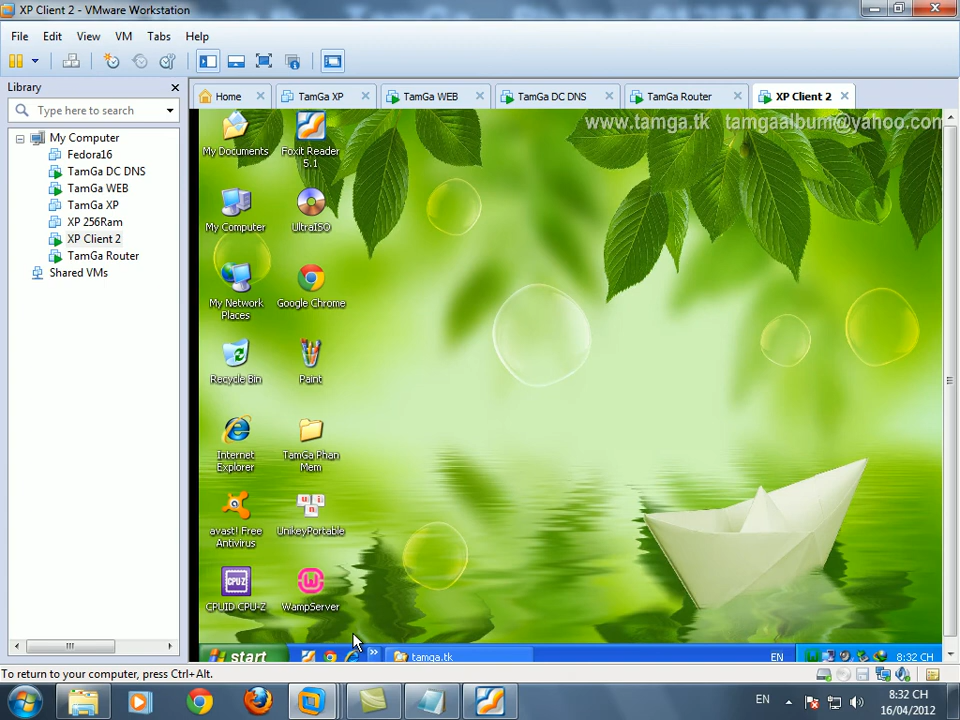 XP Client 2 - VMware Workstation
File Edit View VM Tabs Help
Library
Type here to search
My Computer
Fedora16
TamGa DC DNS
TamGa WEB
TamGa XP
XP 256Ram
XP Client 2
TamGa Router
Shared VMs
Home TamGa XP TamGa WEB TamGa DC DNS TamGa Router XP Client 2
www.tamga.tk tamgaalbum@yahoo.com
My Documents
Foxit Reader
5.1
My Computer
UltraISO
My Network
Places
Google Chrome
Recycle Bin
Paint
Internet
Explorer
TamGa Phan
Mem
avast! Free
Antivirus
UnikeyPortable
CPUID CPU-Z
WampServer
start tamga.tk EN 8:32 CH
To return to your computer, press Ctrl+Alt.
EN 8:32 CH
16/04/2012